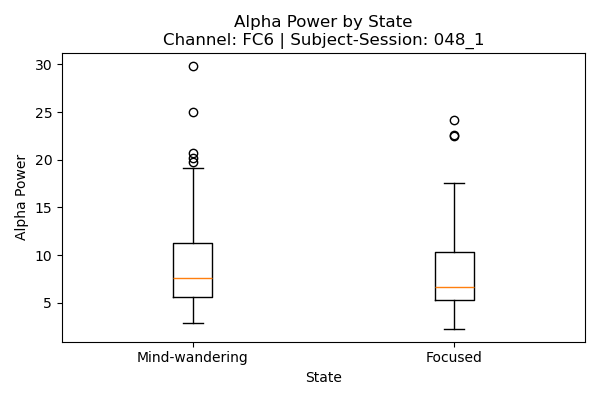 Alpha Power by State
Channel: FC6 | Subject-Session: 048_1
30
25
20
15
10
5
Alpha Power
Mind-wandering
Focused
State